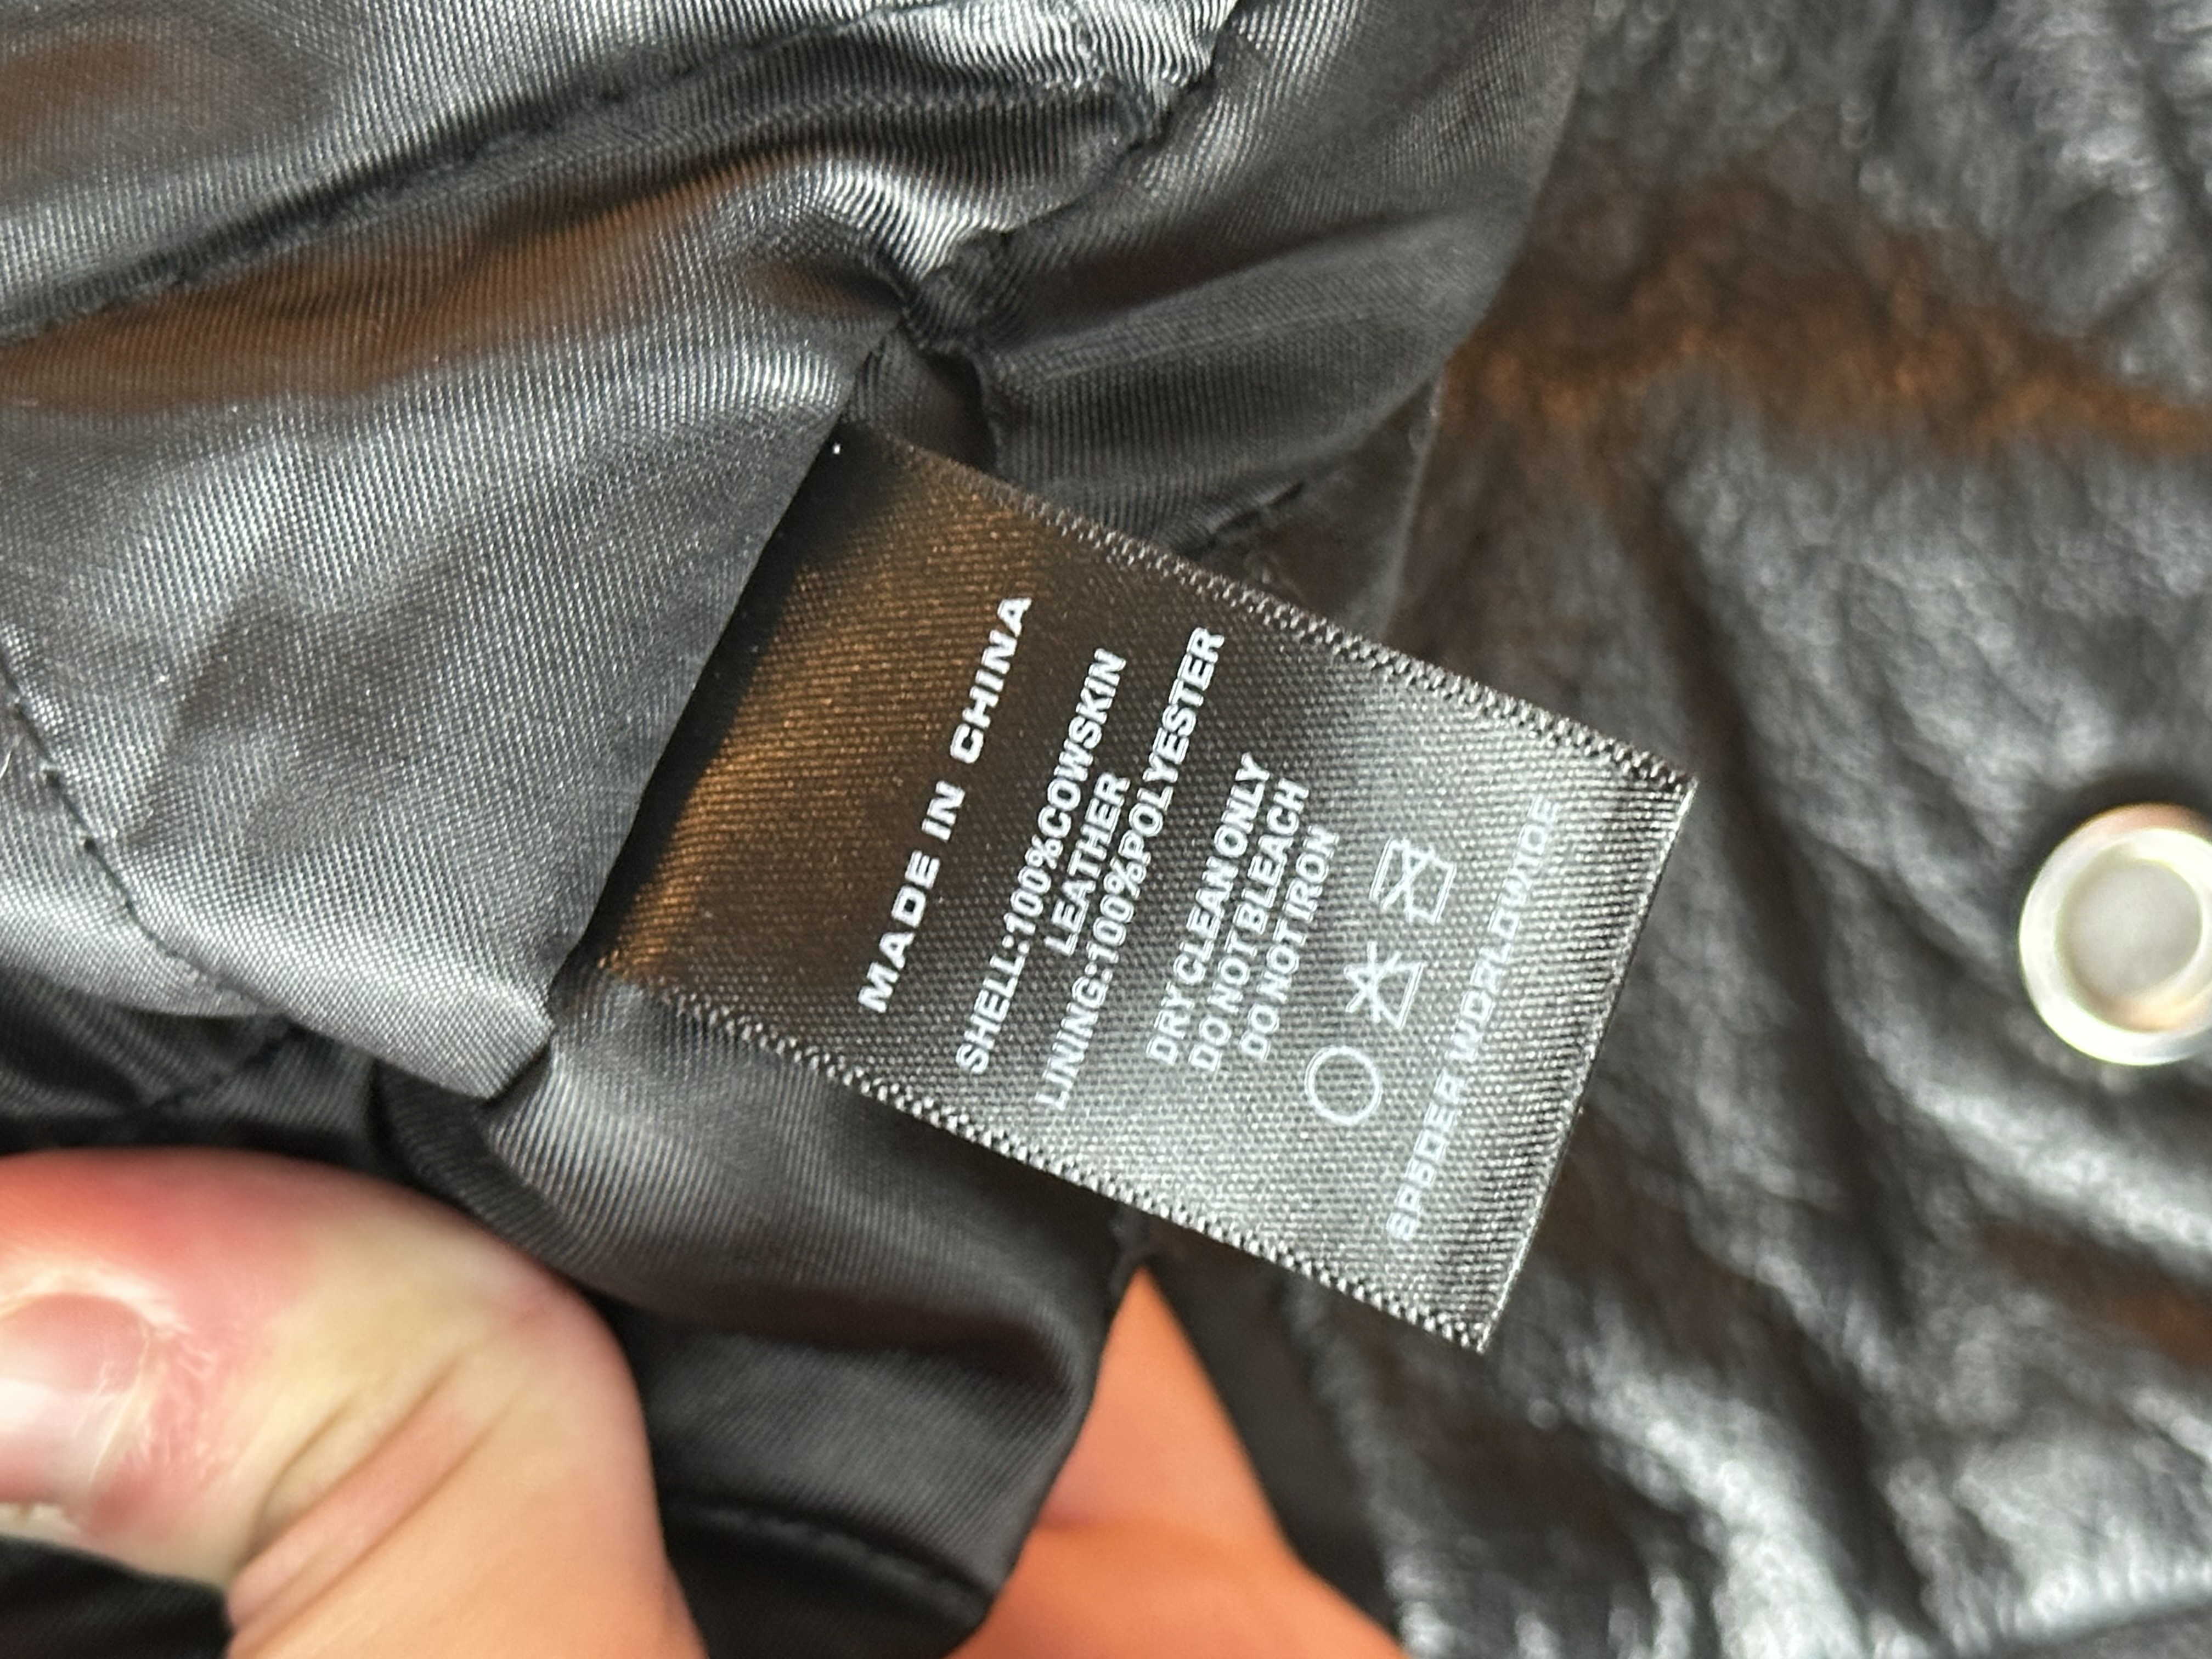 MADE IN CHINA
SHELL:100%COWSKIN
LEATHER
LINING:100%POLYESTER
DRY CLEAN ONLY
DO NOT BLEACH
DO NOT IRON
SP5DER WORLDWIDE